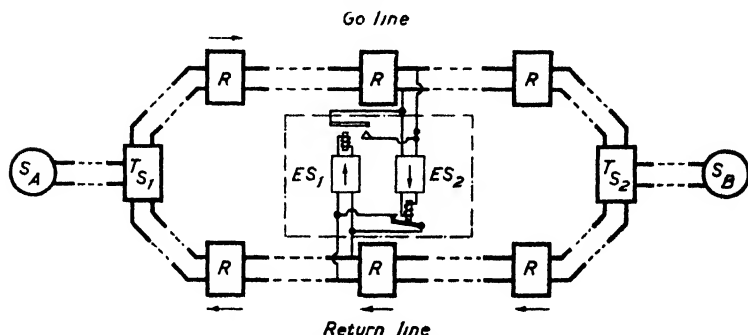 Go line
R R R
S_A T_S₁ ES₁ ES₂ T_S₂ S_B
R R R
Return line